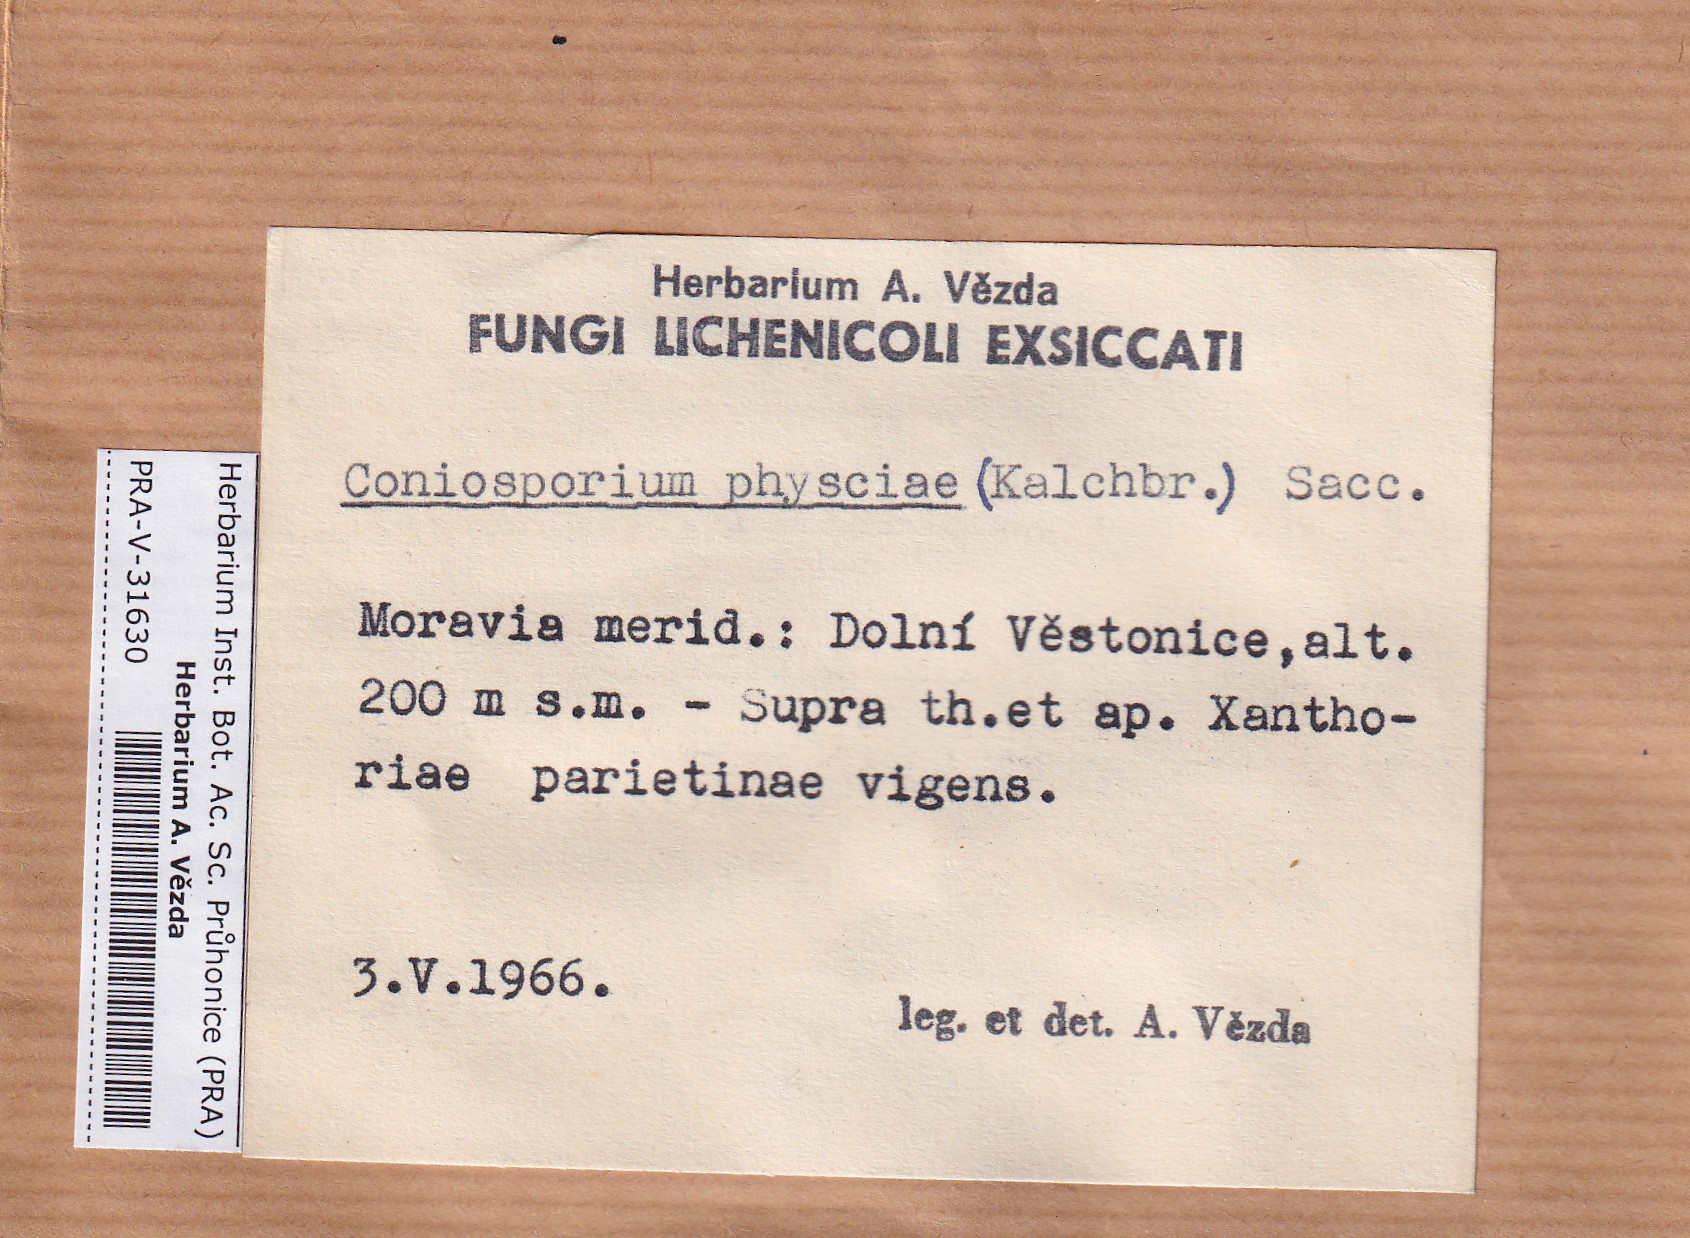 Herbarium A. Vězda
FUNGI LICHENICOLI EXSICCATI
Coniosporium physciae (Kalchbr.) Sacc.
Moravia merid.: Dolní Věstonice,alt.
200 m s.m. - Supra th.et ap. Xantho-
riae parietinae vigens.
3.V.1966.
leg. et det. A. Vězda
Herbarium Inst. Bot. Ac. Sc. Průhonice (PRA)
Herbarium A. Vězda
PRA-V-31630